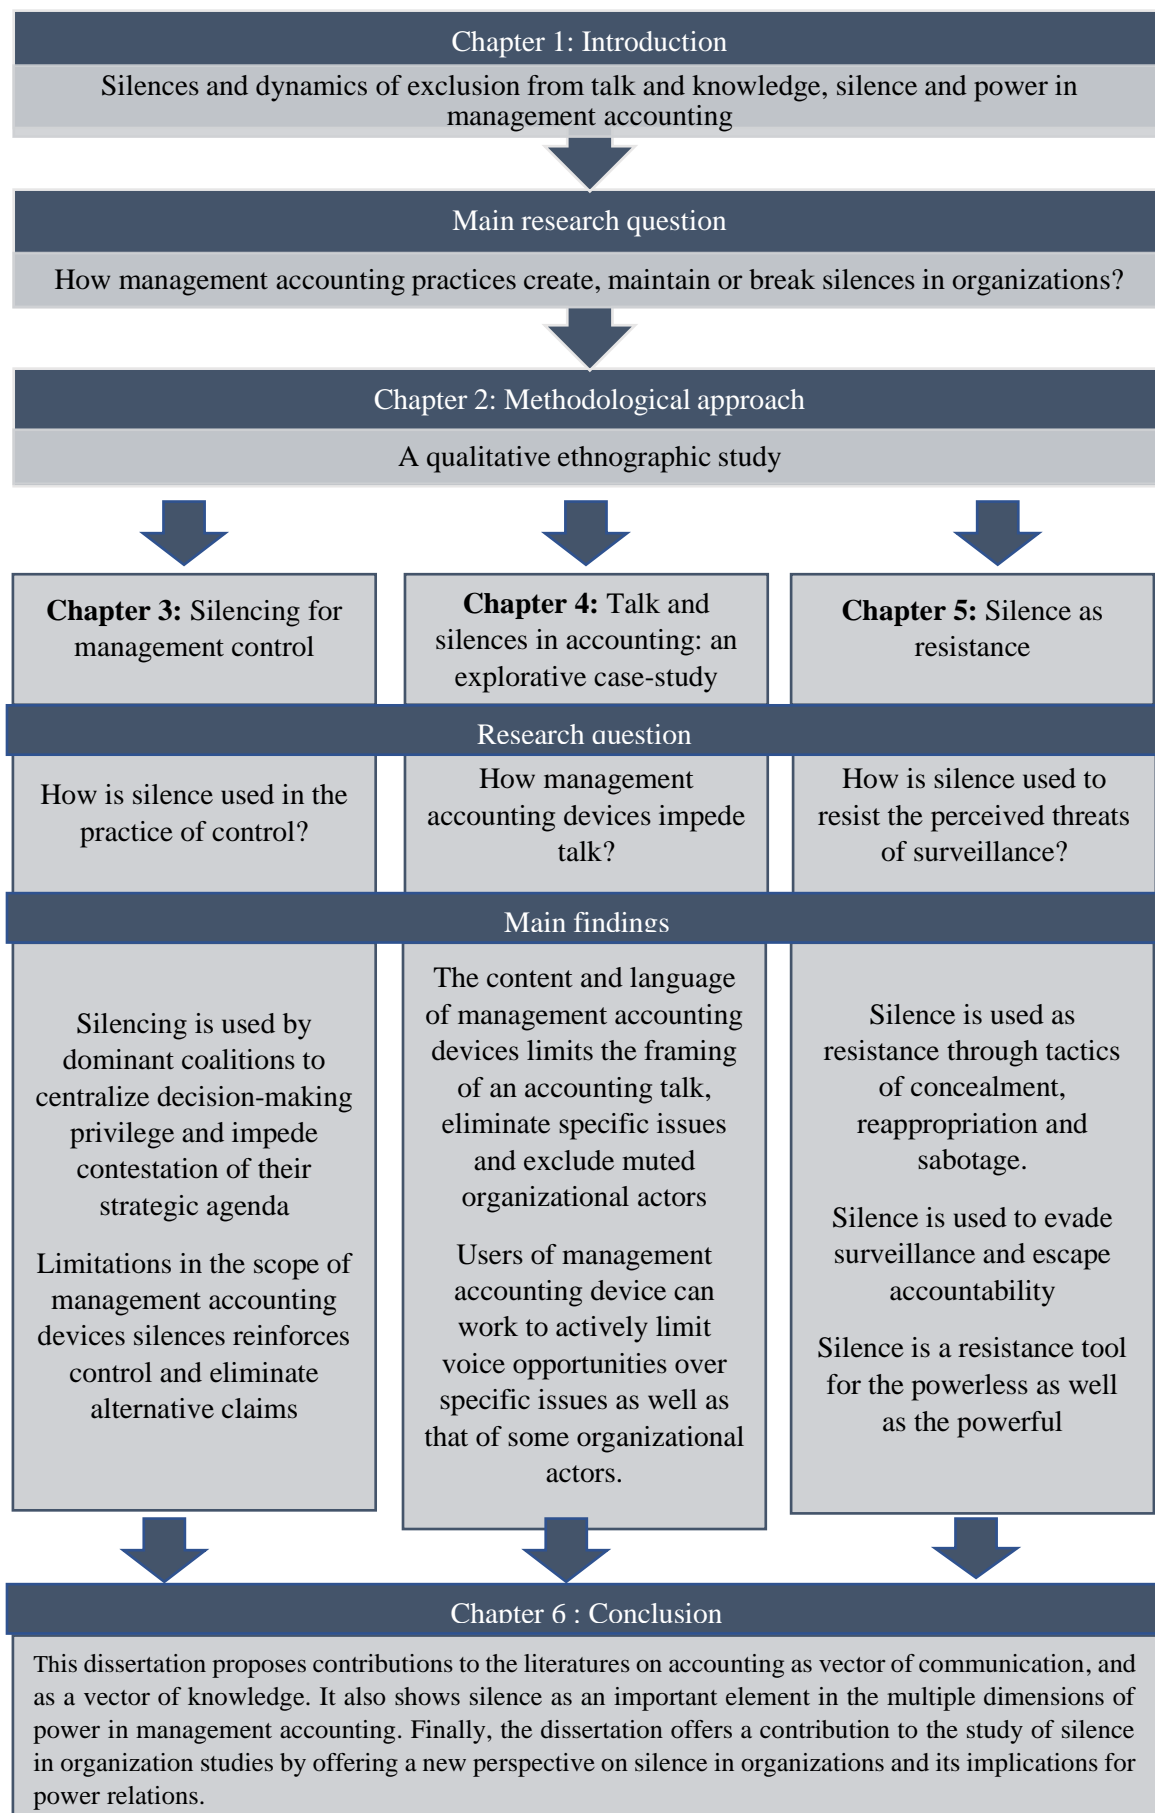 Chapter 1: Introduction
Silences and dynamics of exclusion from talk and knowledge, silence and power in
management accounting
Main research question
How management accounting practices create, maintain or break silences in organizations?
Chapter 2: Methodological approach
A qualitative ethnographic study
Chapter 3: Silencing for
management control
Chapter 4: Talk and
silences in accounting: an
explorative case-study
Chapter 5: Silence as
resistance
Research question
How is silence used in the
practice of control?
How management
accounting devices impede
talk?
How is silence used to
resist the perceived threats
of surveillance?
Main findings
Silencing is used by
dominant coalitions to
centralize decision-making
privilege and impede
contestation of their
strategic agenda
Limitations in the scope of
management accounting
devices silences reinforces
control and eliminate
alternative claims
The content and language
of management accounting
devices limits the framing
of an accounting talk,
eliminate specific issues
and exclude muted
organizational actors
Users of management
accounting device can
work to actively limit
voice opportunities over
specific issues as well as
that of some organizational
actors.
Silence is used as
resistance through tactics
of concealment,
reappropriation and
sabotage.
Silence is used to evade
surveillance and escape
accountability
Silence is a resistance tool
for the powerless as well
as the powerful
Chapter 6 : Conclusion
This dissertation proposes contributions to the literatures on accounting as vector of communication, and
as a vector of knowledge. It also shows silence as an important element in the multiple dimensions of
power in management accounting. Finally, the dissertation offers a contribution to the study of silence
in organization studies by offering a new perspective on silence in organizations and its implications for
power relations.